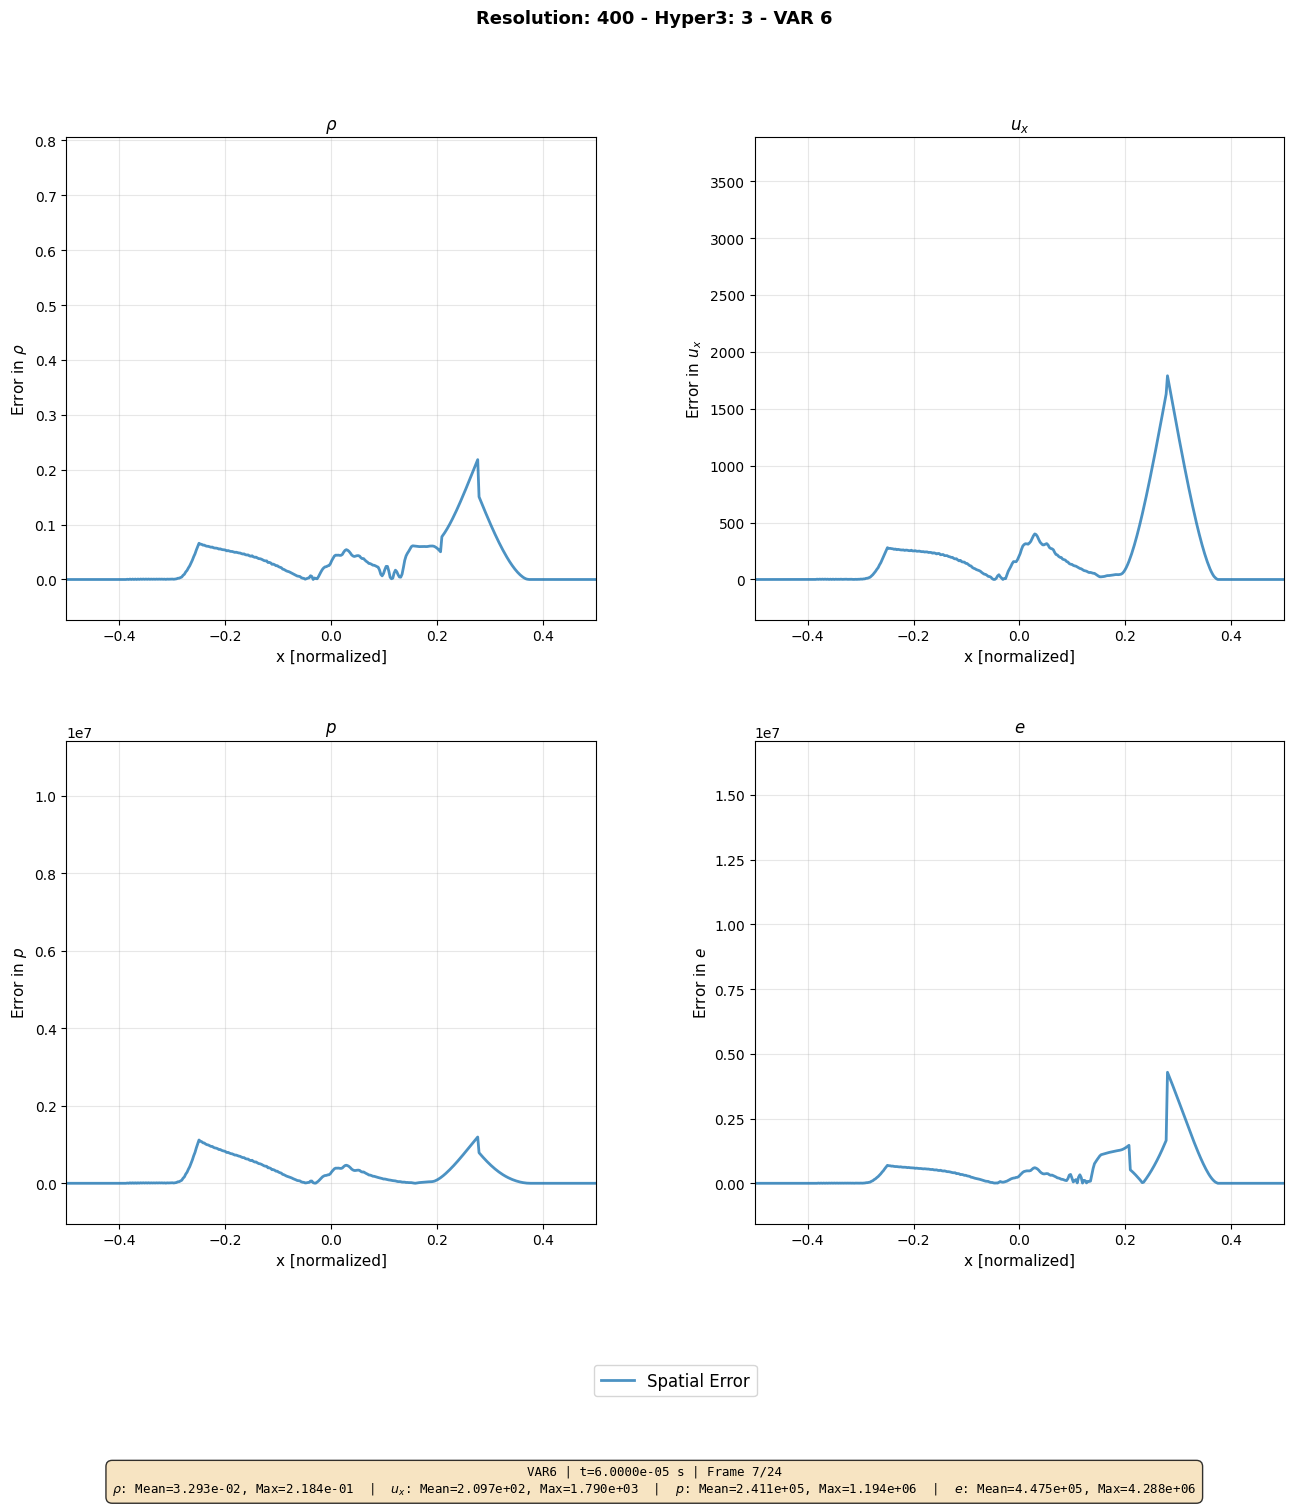 Resolution: 400 - Hyper3: 3 - VAR 6
ρ
0.8
0.7
0.6
0.5
0.4
0.3
0.2
0.1
0.0
Error in ρ
−0.4 −0.2 0.0 0.2 0.4
x [normalized]
u_x
3500
3000
2500
2000
1500
1000
500
0
Error in u_x
−0.4 −0.2 0.0 0.2 0.4
x [normalized]
1e7
p
1.0
0.8
0.6
0.4
0.2
0.0
Error in p
−0.4 −0.2 0.0 0.2 0.4
x [normalized]
1e7
e
1.50
1.25
1.00
0.75
0.50
0.25
0.00
Error in e
−0.4 −0.2 0.0 0.2 0.4
x [normalized]
Spatial Error
VAR6 | t=6.0000e-05 s | Frame 7/24
ρ: Mean=3.293e-02, Max=2.184e-01 | u_x: Mean=2.097e+02, Max=1.790e+03 | p: Mean=2.411e+05, Max=1.194e+06 | e: Mean=4.475e+05, Max=4.288e+06